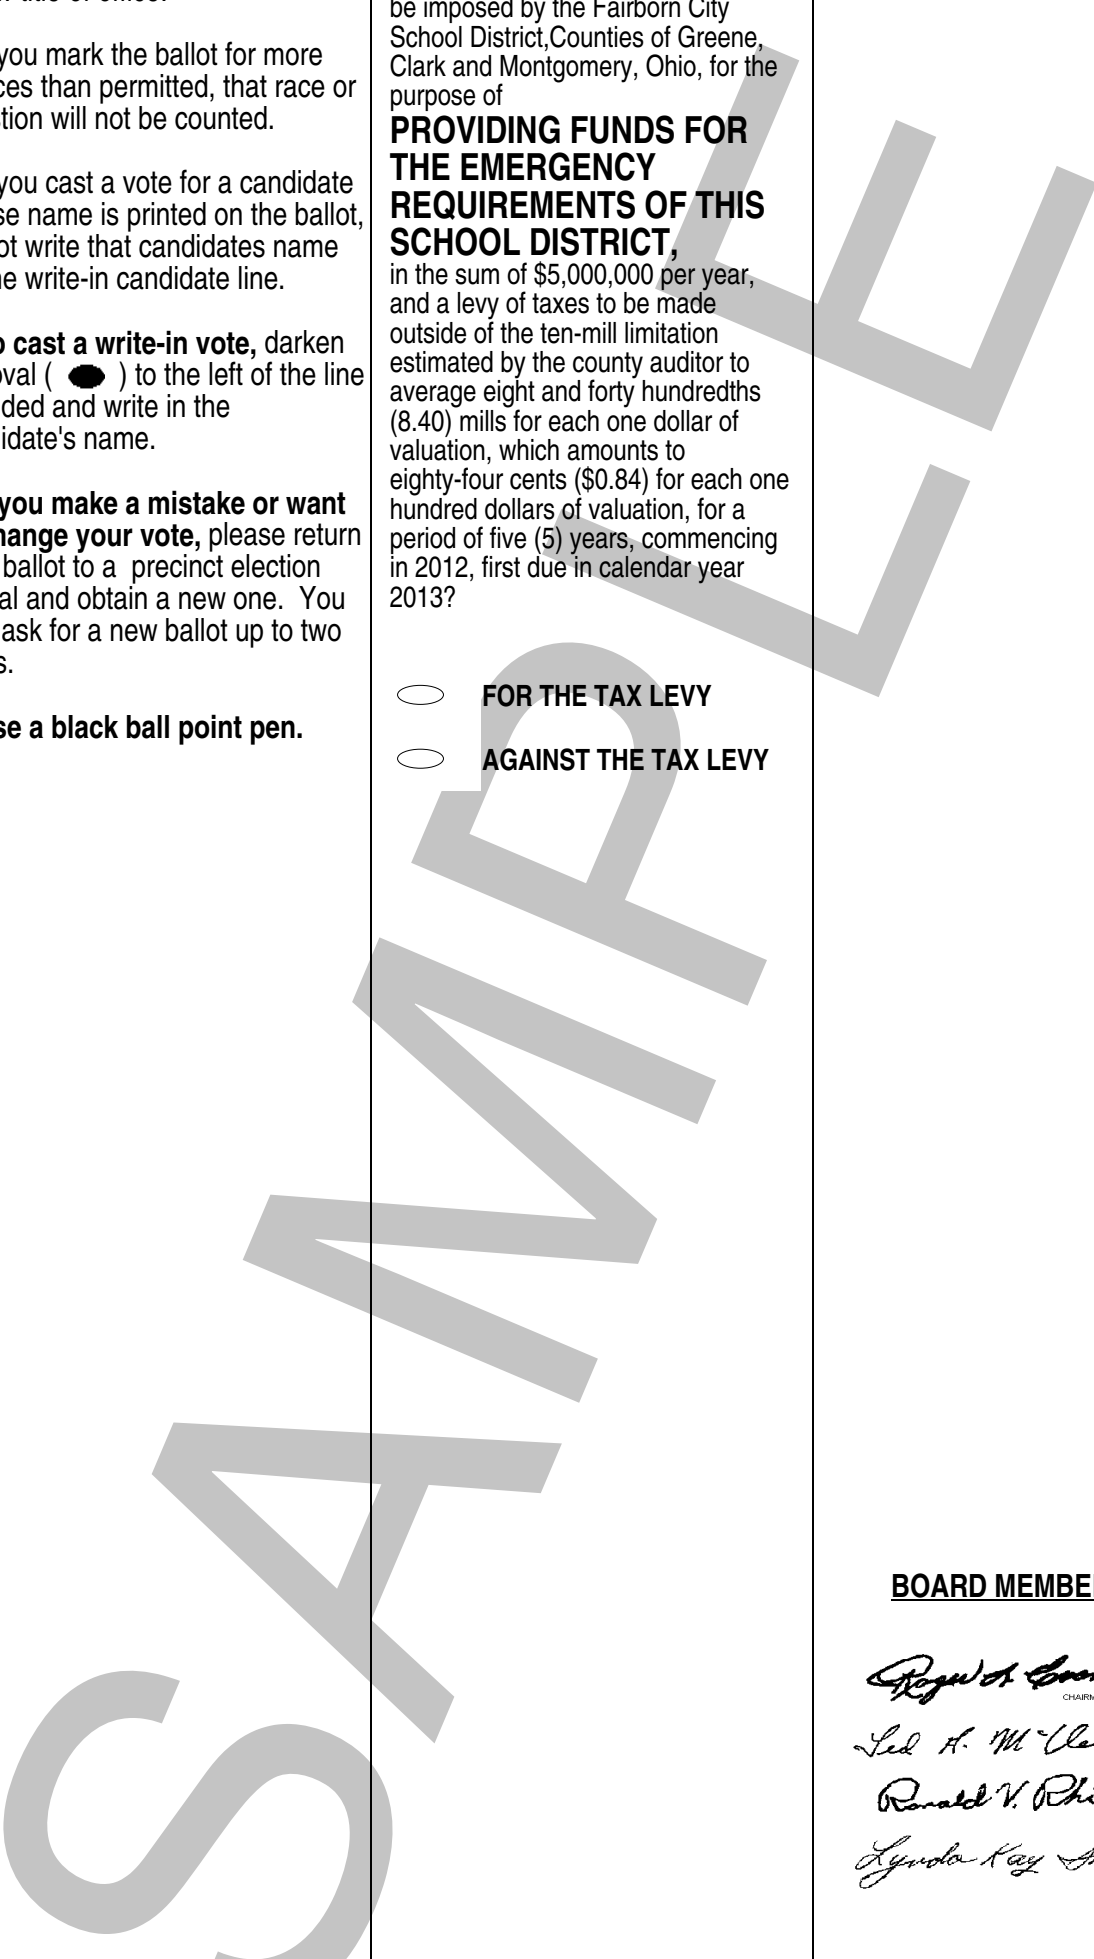 you mark the ballot for more
ces than permitted, that race or
tion will not be counted.
you cast a vote for a candidate
se name is printed on the ballot,
ot write that candidates name
e write-in candidate line.
o cast a write-in vote, darken
oval ( ) to the left of the line
ded and write in the
idate's name.
you make a mistake or want
hange your vote, please return
ballot to a precinct election
al and obtain a new one. You
ask for a new ballot up to two
s.
se a black ball point pen.
be imposed by the Fairborn City
School District,Counties of Greene,
Clark and Montgomery, Ohio, for the
purpose of
PROVIDING FUNDS FOR
THE EMERGENCY
REQUIREMENTS OF THIS
SCHOOL DISTRICT,
in the sum of $5,000,000 per year,
and a levy of taxes to be made
outside of the ten-mill limitation
estimated by the county auditor to
average eight and forty hundredths
(8.40) mills for each one dollar of
valuation, which amounts to
eighty-four cents ($0.84) for each one
hundred dollars of valuation, for a
period of five (5) years, commencing
in 2012, first due in calendar year
2013?
FOR THE TAX LEVY
AGAINST THE TAX LEVY
SAMPLE
BOARD MEMBE
Roger
CHAIRM
Ted A. McCle
Ronald V. Rhi
Lynda Kay